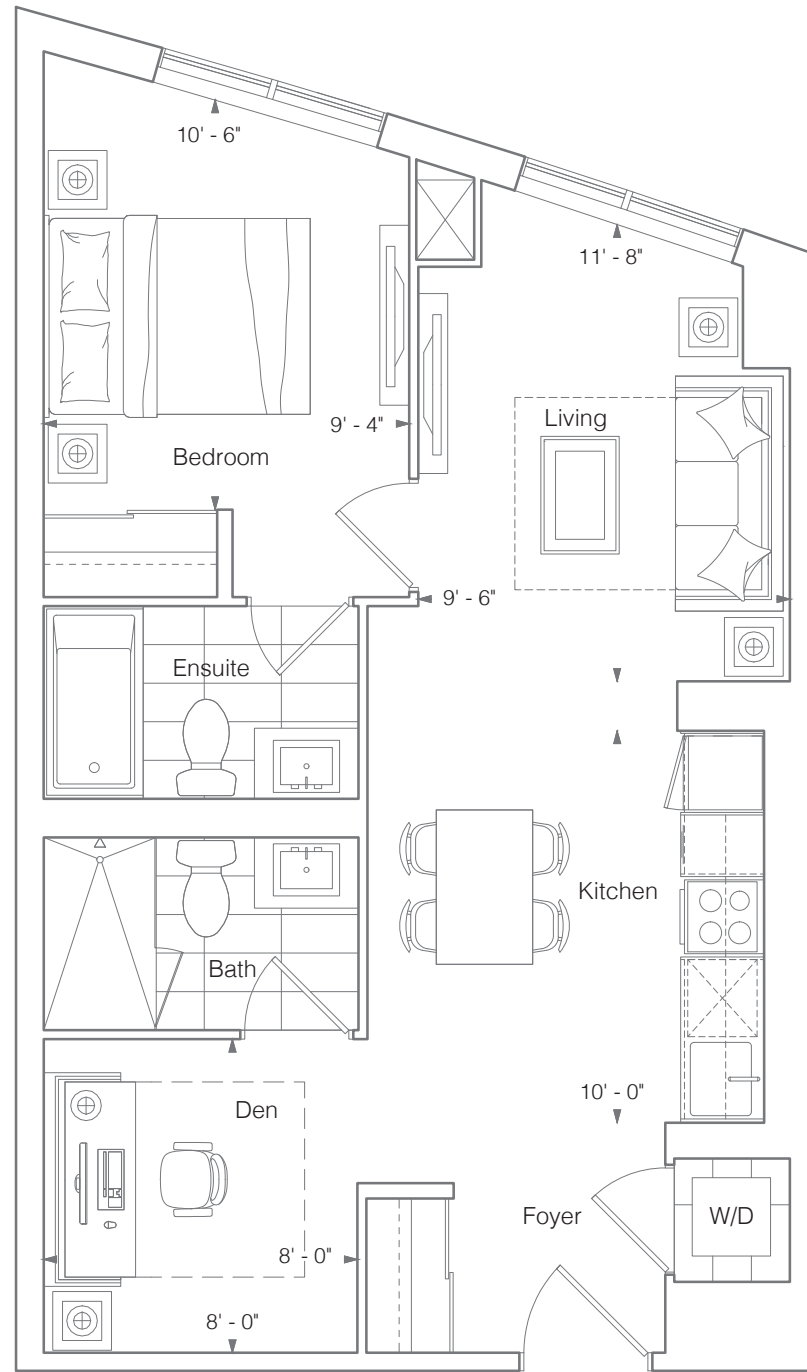 10' - 6"
11' - 8"
Living
9' - 4"
Bedroom
9' - 6"
Ensuite
Kitchen
Bath
10' - 0"
Den
Foyer
W/D
8' - 0"
8' - 0"